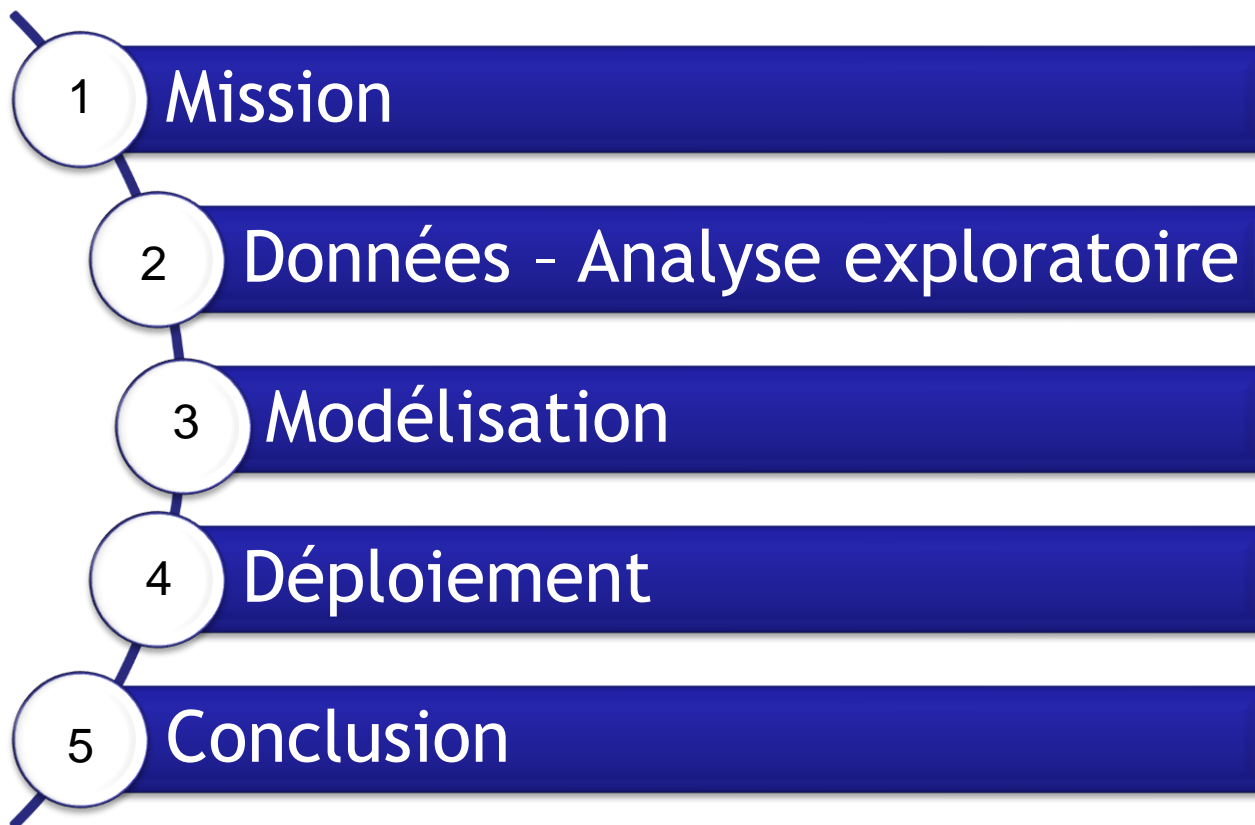 1 Mission
2 Données – Analyse exploratoire
3 Modélisation
4 Déploiement
5 Conclusion